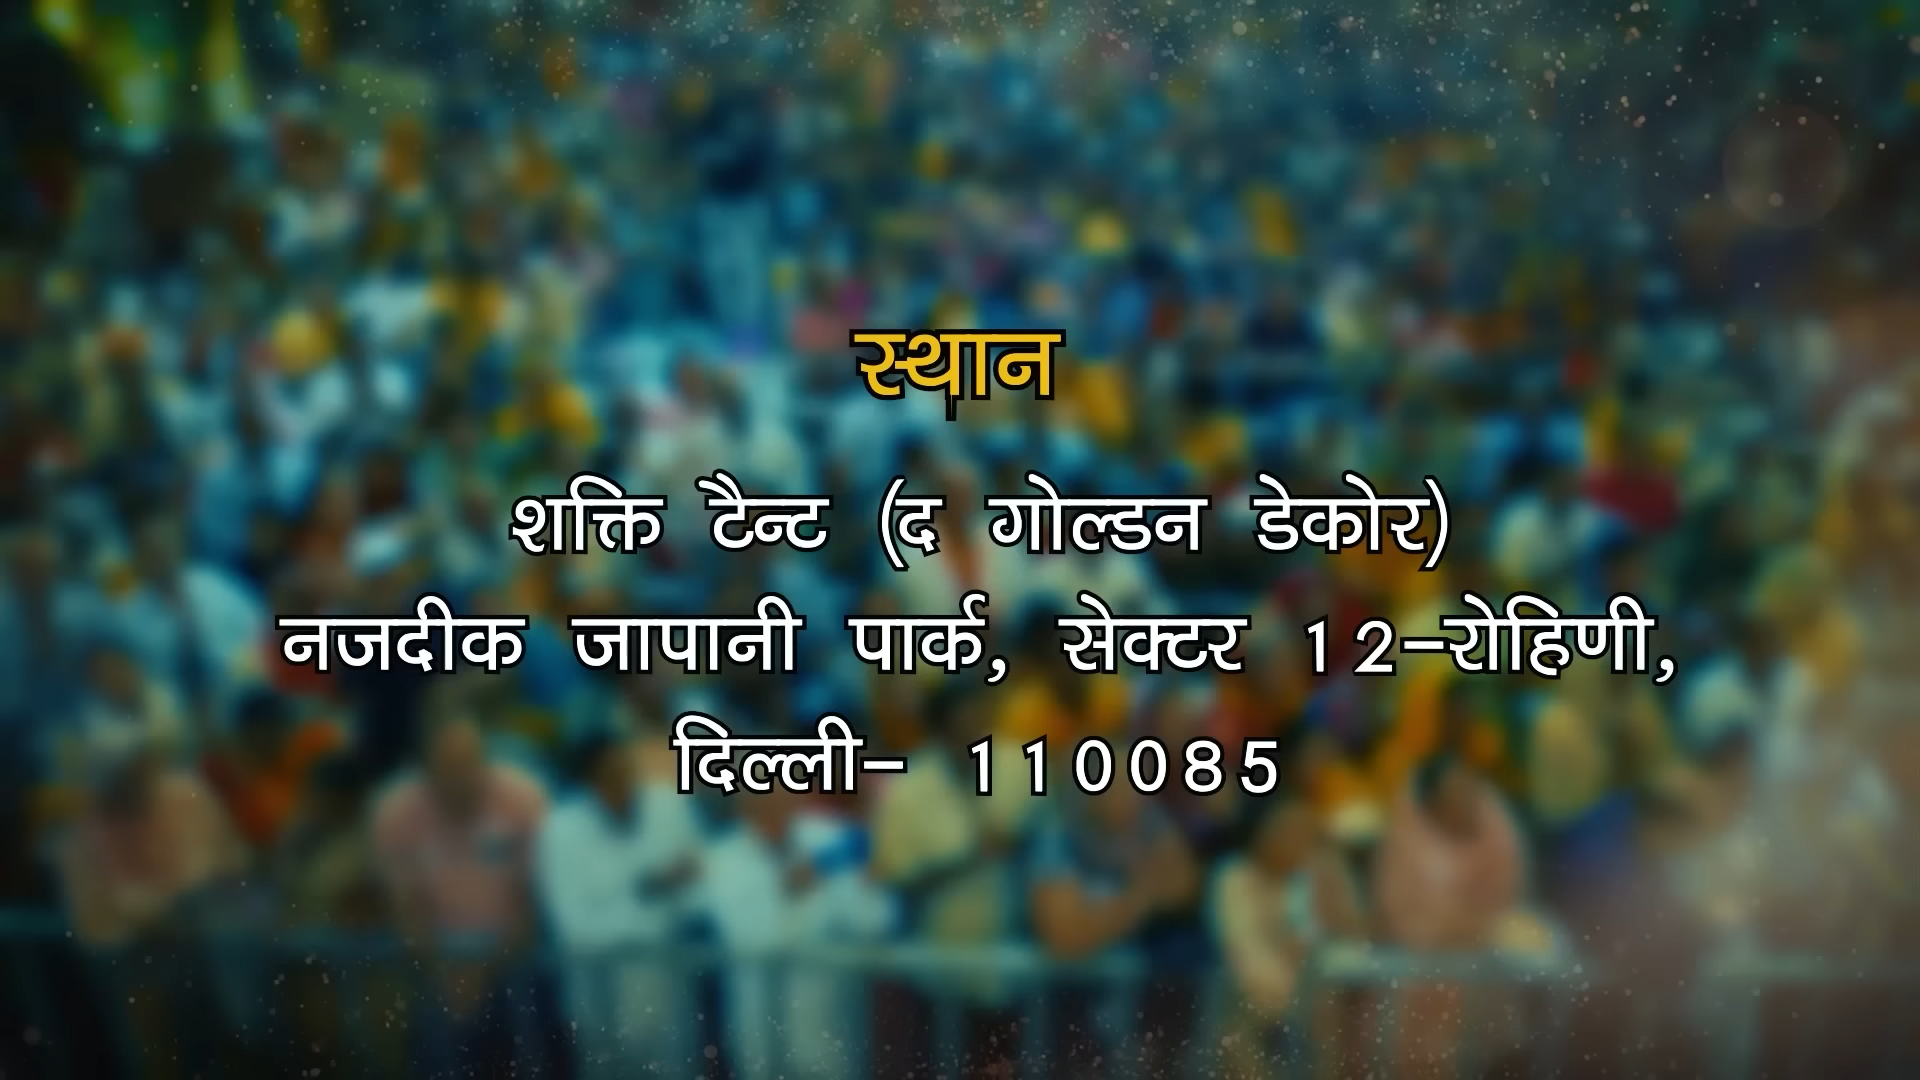 स्थान
शक्ति टैन्ट (द गोल्डन डेकोर)
नजदीक जापानी पार्क, सेक्टर 12-रोहिणी,
दिल्ली- 110085